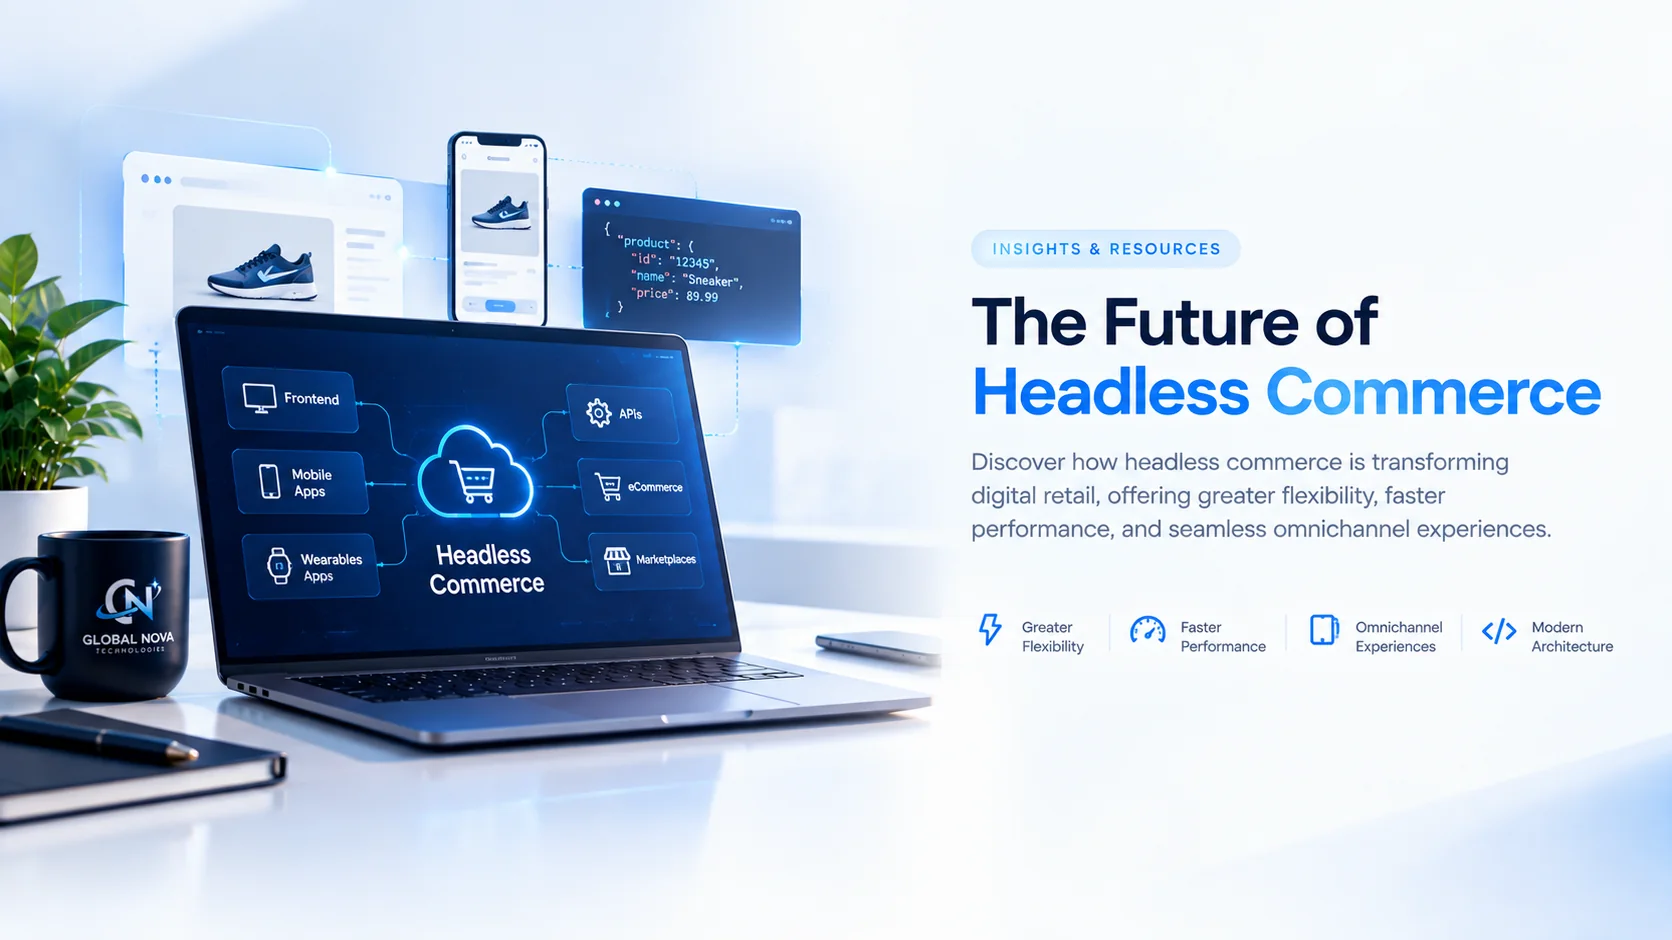 {
"product": {
"id": "12345",
"name": "Sneaker",
"price": 89.99
}
Frontend
Mobile
Apps
Wearables
Apps
Headless
Commerce
APIs
eCommerce
Marketplaces
GN
GLOBAL NOVA
TECHNOLOGIES
INSIGHTS & RESOURCES
The Future of
Headless Commerce
Discover how headless commerce is transforming
digital retail, offering greater flexibility, faster
performance, and seamless omnichannel experiences.
Greater
Flexibility
Faster
Performance
Omnichannel
Experiences
</>
Modern
Architecture